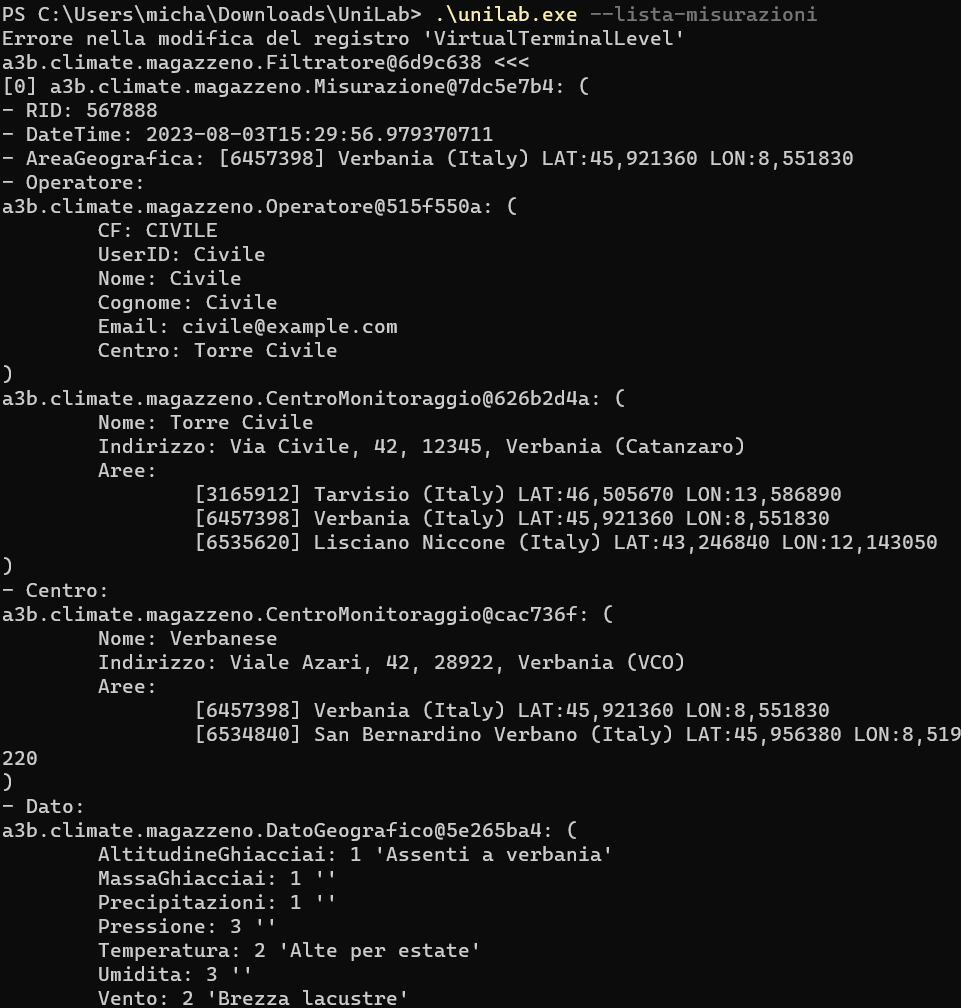 PS C:\Users\micha\Downloads\UniLab> .\unilab.exe --lista-misurazioni
Errore nella modifica del registro 'VirtualTerminalLevel'
a3b.climate.magazzeno.Filtratore@6d9c638 <<<
[0] a3b.climate.magazzeno.Misurazione@7dc5e7b4: (
- RID: 567888
- DateTime: 2023-08-03T15:29:56.979370711
- AreaGeografica: [6457398] Verbania (Italy) LAT:45,921360 LON:8,551830
- Operatore:
a3b.climate.magazzeno.Operatore@515f550a: (
        CF: CIVILE
        UserID: Civile
        Nome: Civile
        Cognome: Civile
        Email: civile@example.com
        Centro: Torre Civile
)
a3b.climate.magazzeno.CentroMonitoraggio@626b2d4a: (
        Nome: Torre Civile
        Indirizzo: Via Civile, 42, 12345, Verbania (Catanzaro)
        Aree:
                [3165912] Tarvisio (Italy) LAT:46,505670 LON:13,586890
                [6457398] Verbania (Italy) LAT:45,921360 LON:8,551830
                [6535620] Lisciano Niccone (Italy) LAT:43,246840 LON:12,143050
)
- Centro:
a3b.climate.magazzeno.CentroMonitoraggio@cac736f: (
        Nome: Verbanese
        Indirizzo: Viale Azari, 42, 28922, Verbania (VCO)
        Aree:
                [6457398] Verbania (Italy) LAT:45,921360 LON:8,551830
                [6534840] San Bernardino Verbano (Italy) LAT:45,956380 LON:8,519
220
)
- Dato:
a3b.climate.magazzeno.DatoGeografico@5e265ba4: (
        AltitudineGhiacciai: 1 'Assenti a verbania'
        MassaGhiacciai: 1 ''
        Precipitazioni: 1 ''
        Pressione: 3 ''
        Temperatura: 2 'Alte per estate'
        Umidita: 3 ''
        Vento: 2 'Brezza lacustre'